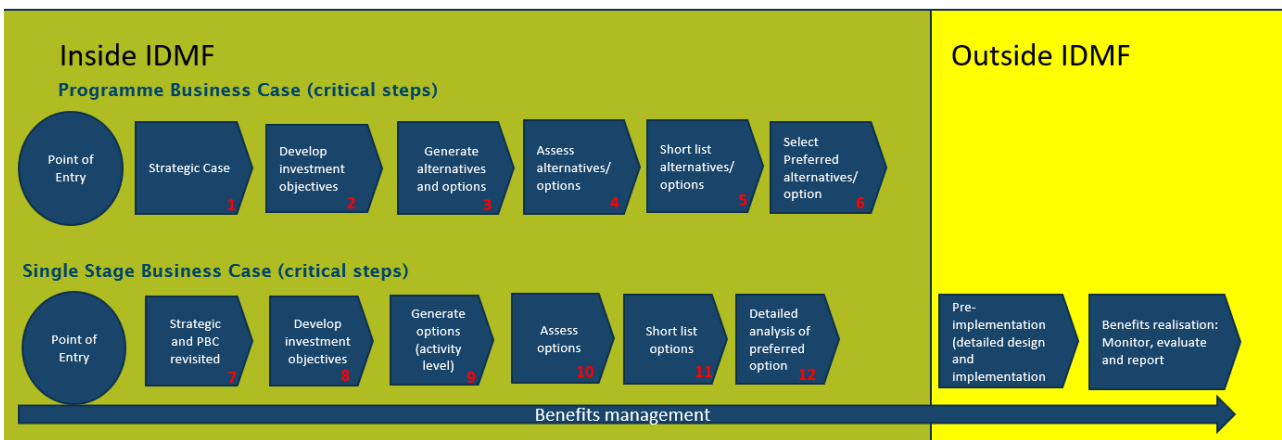 Inside IDMF
Outside IDMF
Programme Business Case (critical steps)
Point of
Entry
Strategic Case
1
Develop
investment
objectives
2
Generate
alternatives
and options
3
Assess
alternatives/
options
4
Short list
alternatives/
options
5
Select
Preferred
alternatives/
option
6
Single Stage Business Case (critical steps)
Point of
Entry
Strategic
and PBC
revisited
7
Develop
investment
objectives
8
Generate
options
(activity
level)
9
Assess
options
10
Short list
options
11
Detailed
analysis of
preferred
option
12
Pre-
implementation
(detailed design
and
implementation
Benefits realisation:
Monitor, evaluate
and report
Benefits management